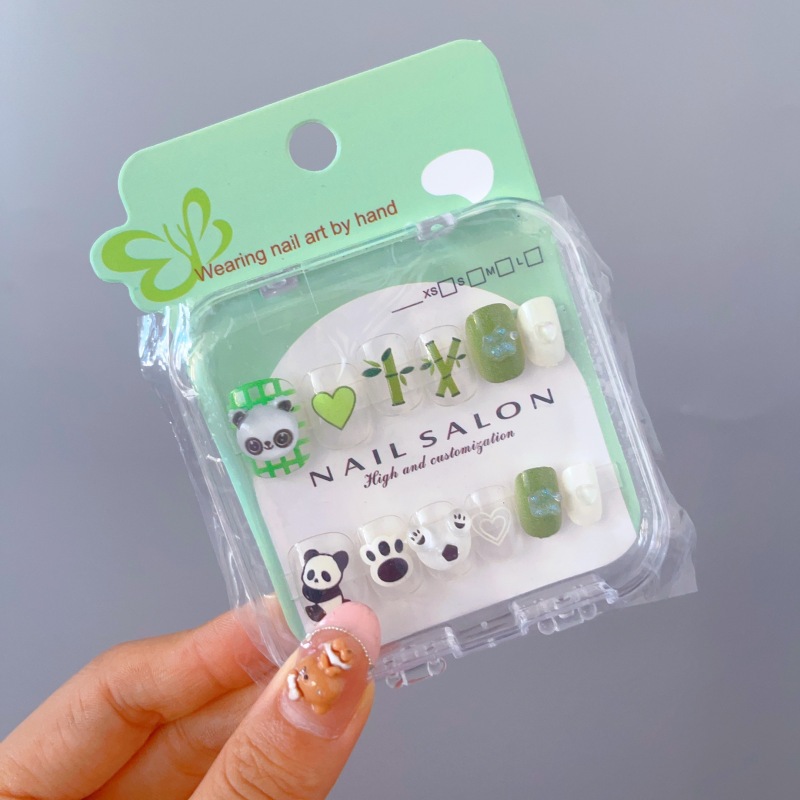 Wearing nail art by hand
XS□ S□ M□ L□
NAIL SALON
High and customization